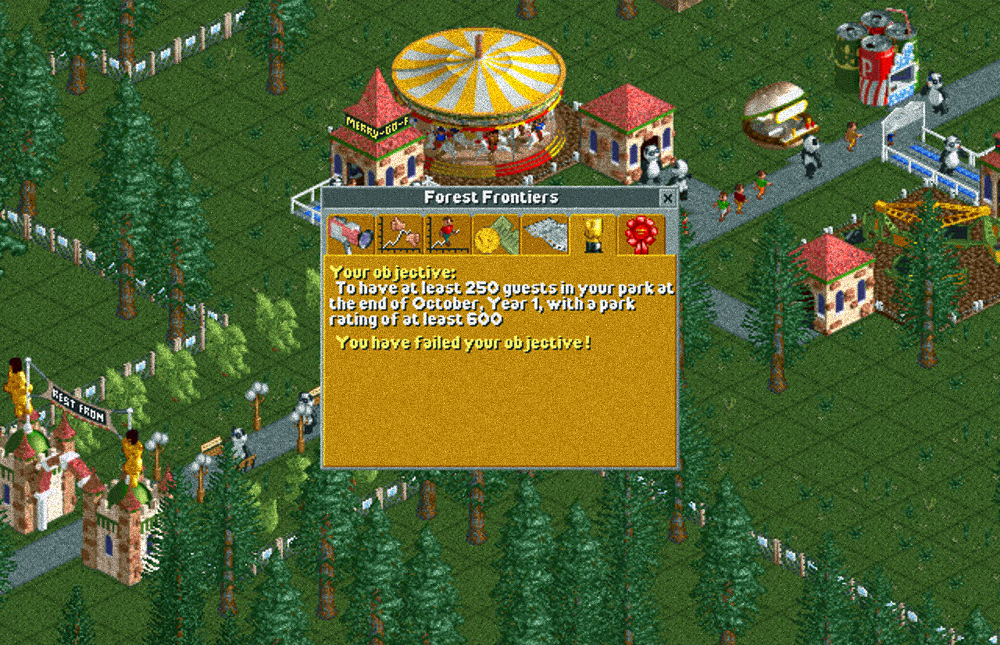 MERRY-GO-R
Forest Frontiers
Your objective:
To have at least 250 guests in your park at
the end of October, Year 1, with a park
rating of at least 600
You have failed your objective!
REST FRON
P